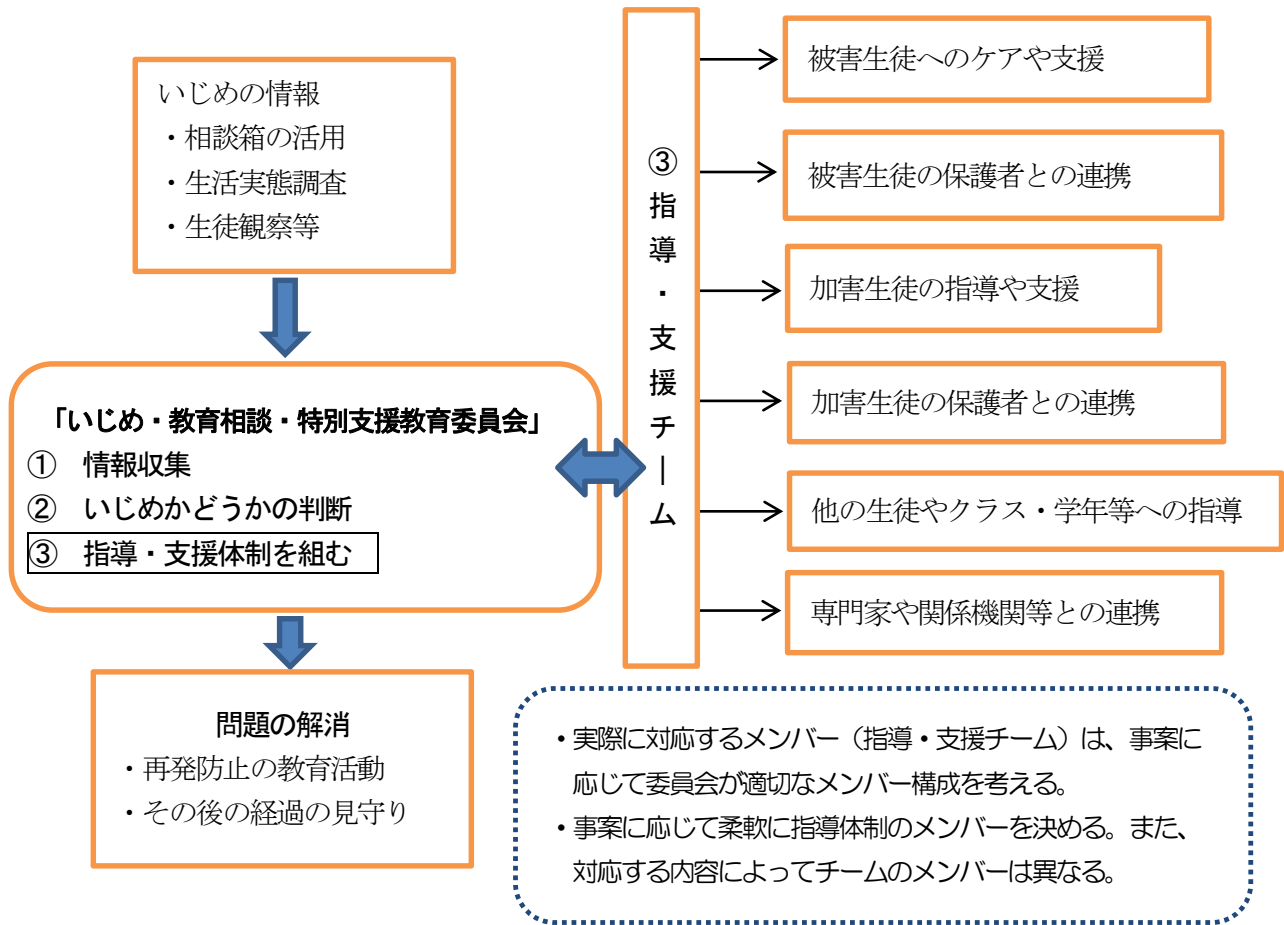 いじめの情報
・相談箱の活用
・生活実態調査
・生徒観察等
「いじめ・教育相談・特別支援教育委員会」
① 情報収集
② いじめかどうかの判断
③ 指導・支援体制を組む
問題の解消
・再発防止の教育活動
・その後の経過の見守り
③指導・支援チーム
被害生徒へのケアや支援
被害生徒の保護者との連携
加害生徒の指導や支援
加害生徒の保護者との連携
他の生徒やクラス・学年等への指導
専門家や関係機関等との連携
・実際に対応するメンバー（指導・支援チーム）は、事案に
応じて委員会が適切なメンバー構成を考える。
・事案に応じて柔軟に指導体制のメンバーを決める。また、
対応する内容によってチームのメンバーは異なる。